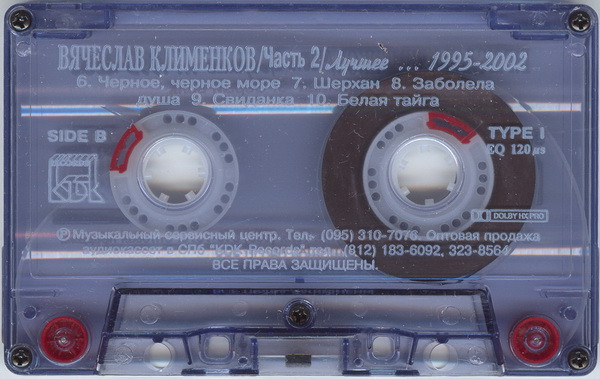 ВЯЧЕСЛАВ КЛИМЕНКОВ/Часть 2/Лучшее ... 1995-2002
6. Черное, черное море 7. Шерхан 8. Заболела
душа 9. Свиданка 10. Белая тайга
SIDE B
TYPE I
EQ 120 µs
KDK
DOLBY HX PRO
Ⓟ Музыкальный сервисный центр. Тел. (095) 310-7076. Оптовая продажа
аудиокассет в СПб "KDK Records" (812) 183-6092, 323-8564
ВСЕ ПРАВА ЗАЩИЩЕНЫ.